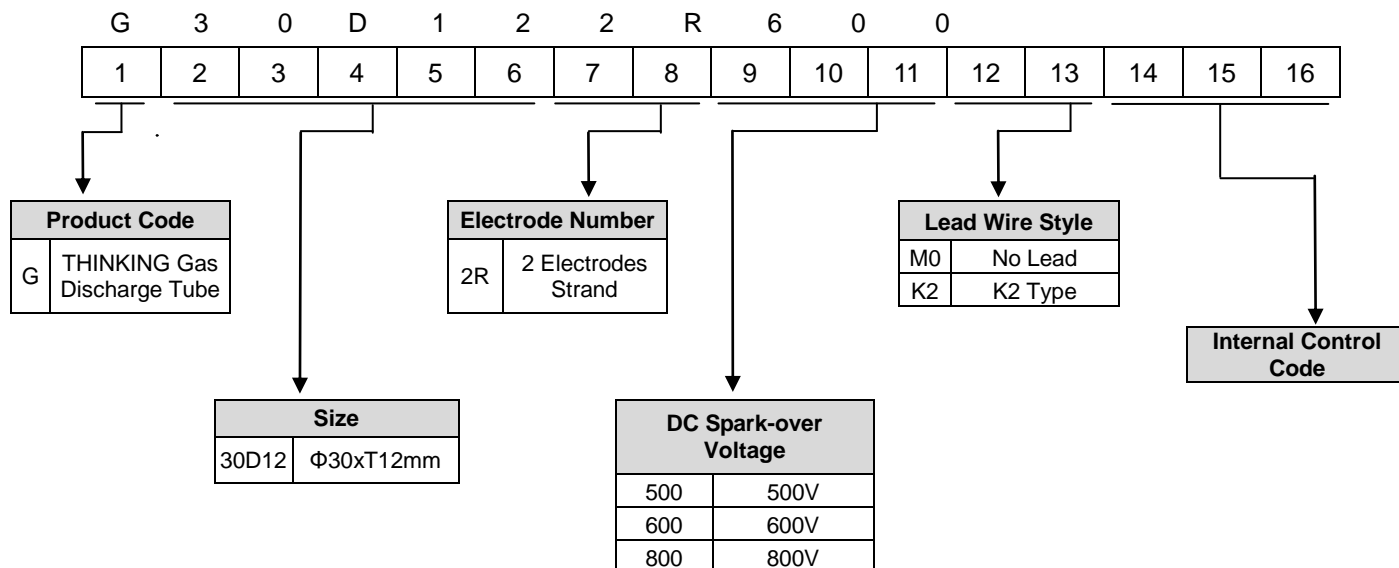 G 3 0 D 1 2 2 R 6 0 0
1 2 3 4 5 6 7 8 9 10 11 12 13 14 15 16
Product Code
G THINKING Gas
Discharge Tube
Electrode Number
2R 2 Electrodes
Strand
Lead Wire Style
M0 No Lead
K2 K2 Type
Internal Control
Code
Size
30D12 Φ30xT12mm
DC Spark-over
Voltage
500 500V
600 600V
800 800V